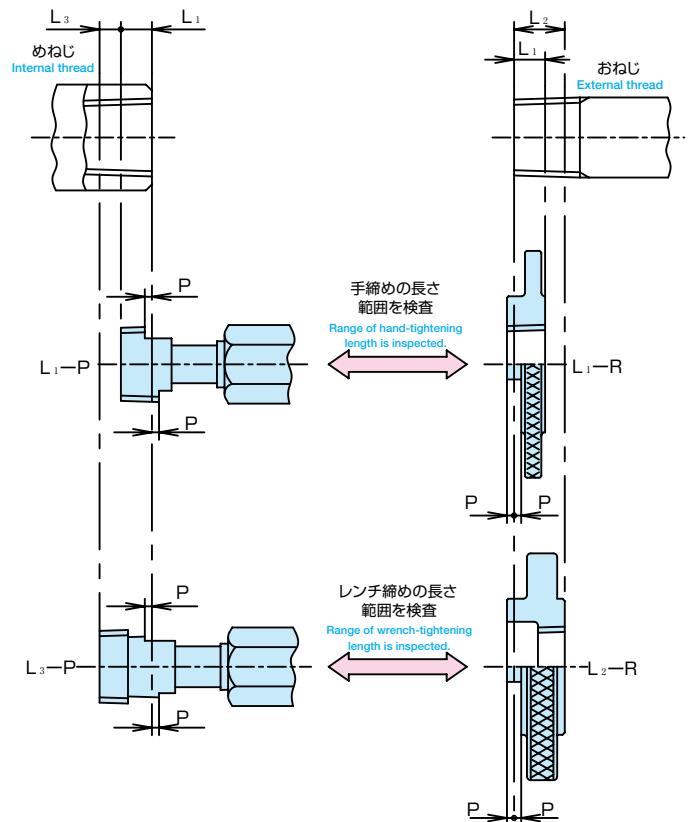 L₃ L₁
L₂
L₁
めねじ
Internal thread
おねじ
External thread
P
手締めの長さ
範囲を検査
Range of hand-tightening
length is inspected.
L₁—P
L₁—R
P
P P
P
レンチ締めの長さ
範囲を検査
Range of wrench-tightening
length is inspected.
L₃—P
L₂—R
P
P P